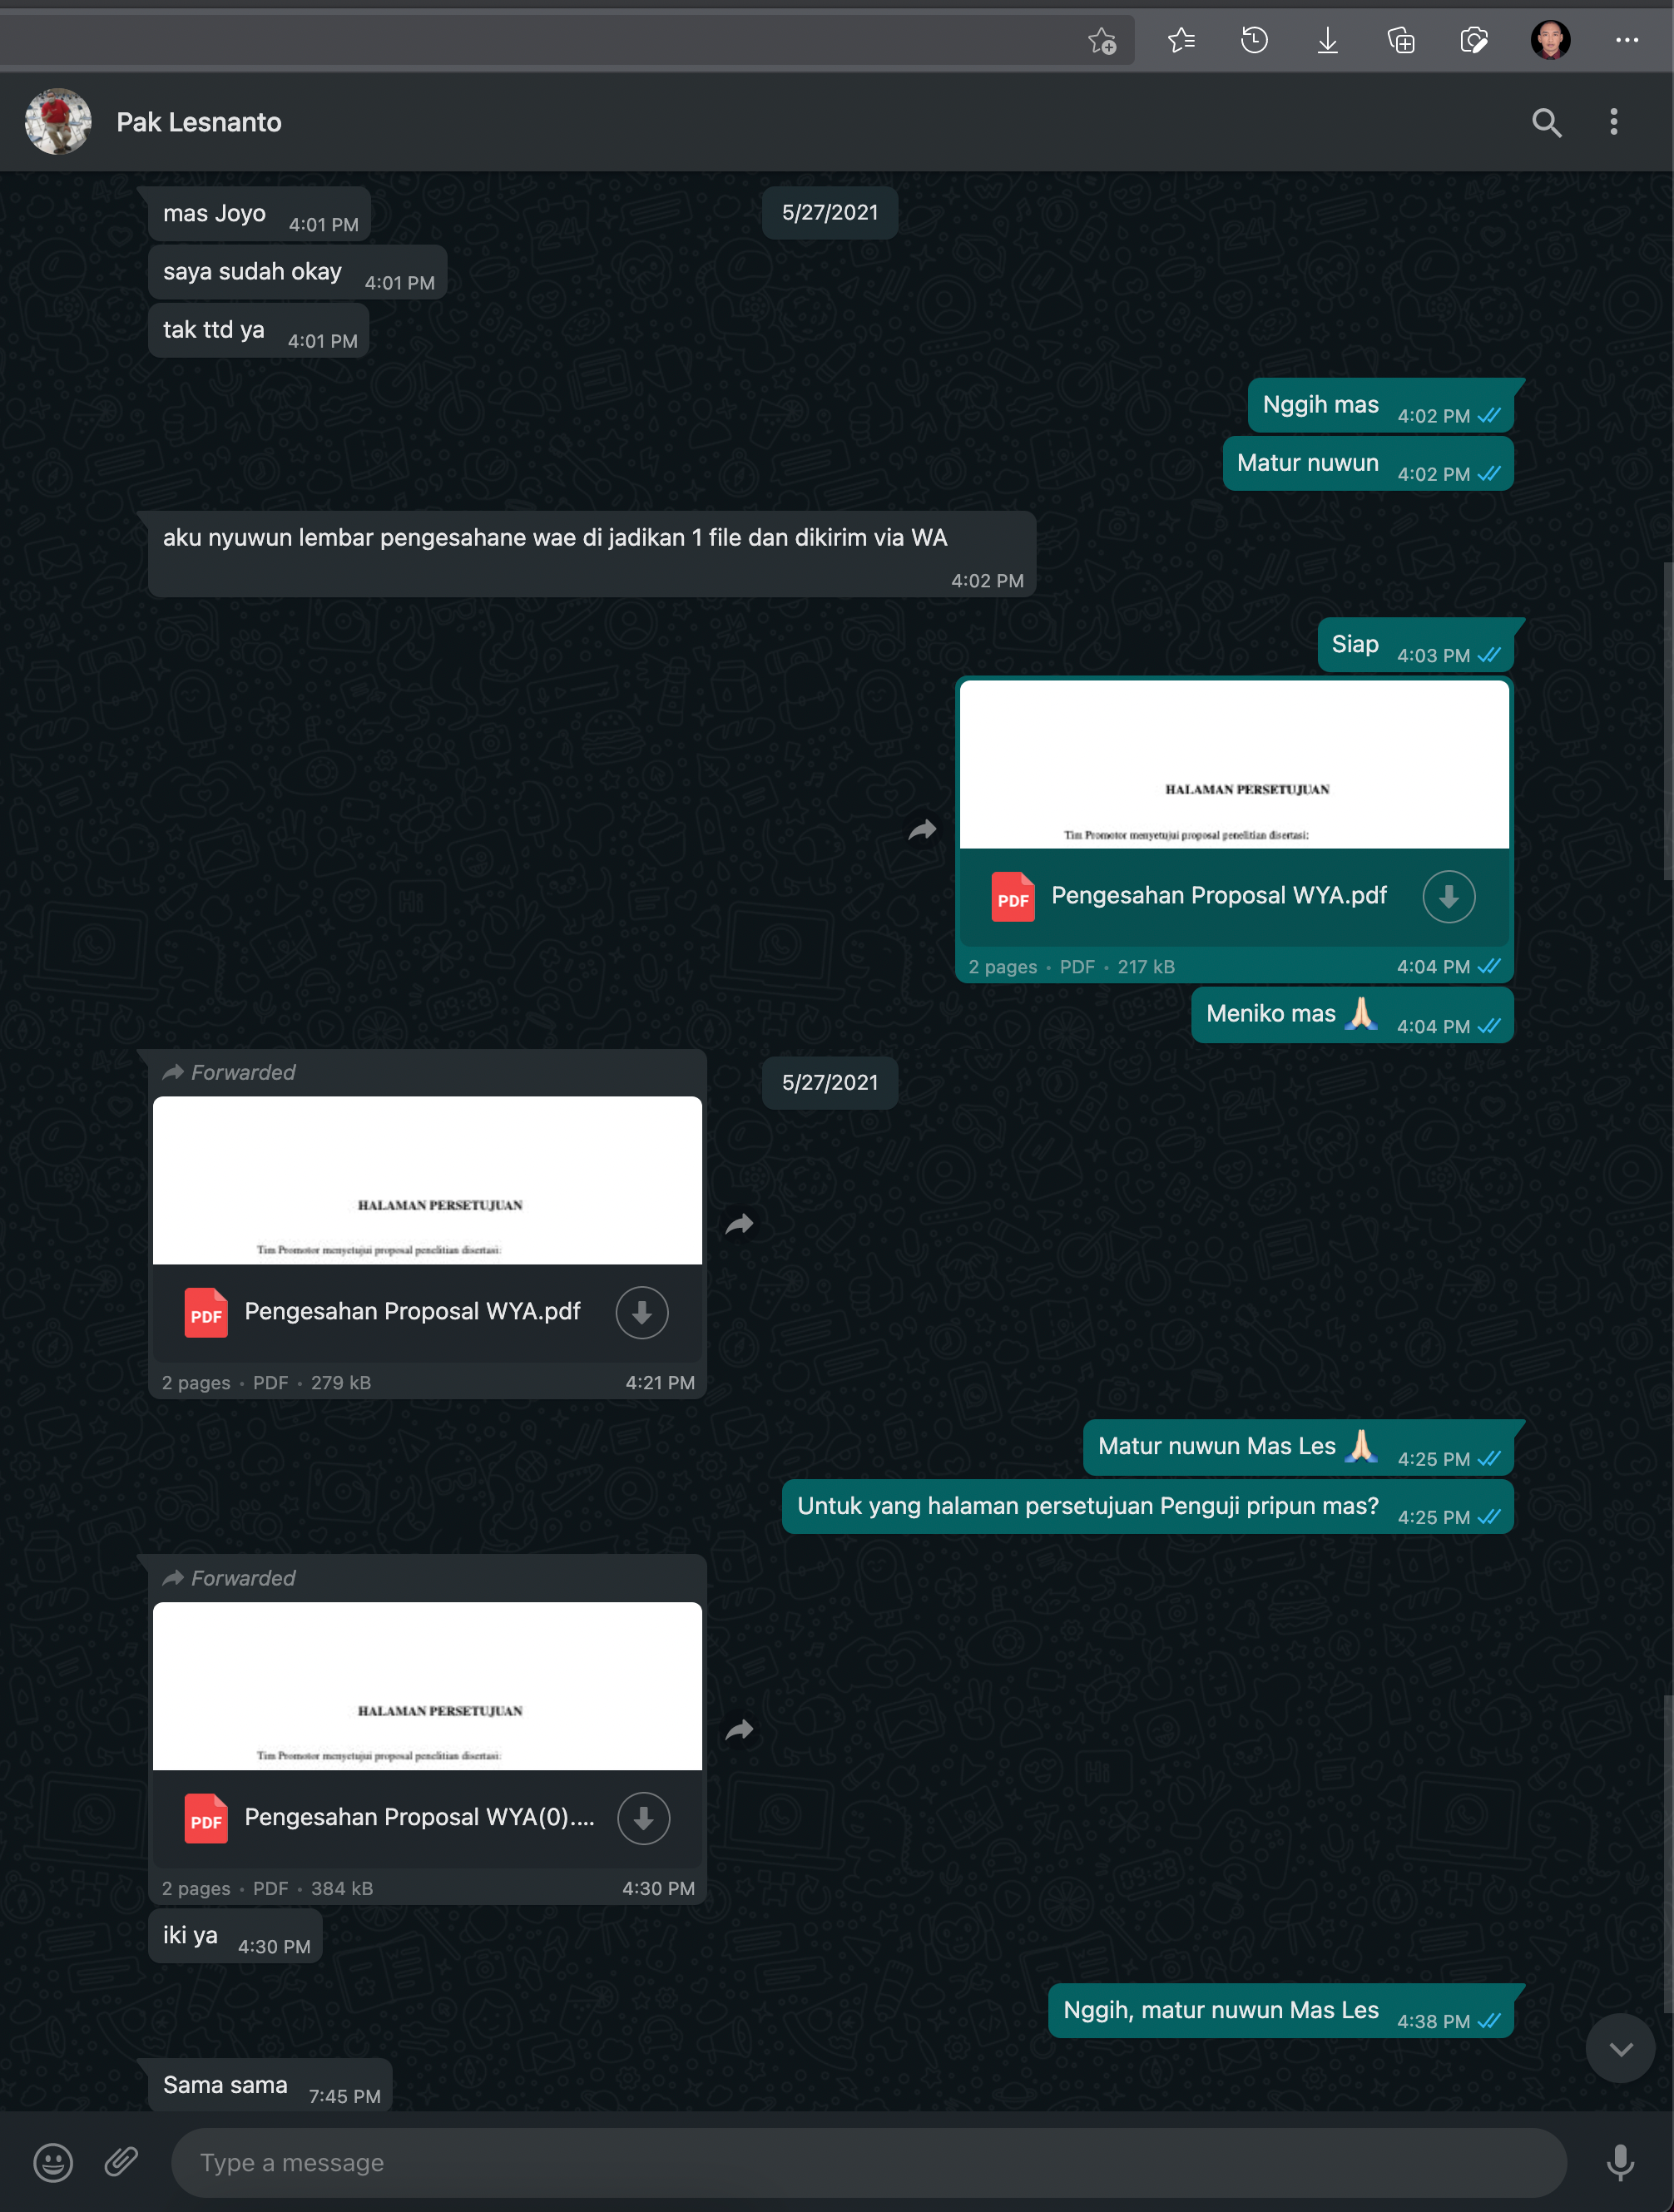 Pak Lesnanto
5/27/2021
mas Joyo 4:01 PM
saya sudah okay 4:01 PM
tak ttd ya 4:01 PM
Nggih mas 4:02 PM
Matur nuwun 4:02 PM
aku nyuwun lembar pengesahane wae di jadikan 1 file dan dikirim via WA
4:02 PM
Siap 4:03 PM
HALAMAN PERSETUJUAN
Tim Promotor menyetujui proposal penelitian disertasi:
PDF Pengesahan Proposal WYA.pdf
2 pages • PDF • 217 kB 4:04 PM
Meniko mas 🙏🏻 4:04 PM
5/27/2021
Forwarded
HALAMAN PERSETUJUAN
Tim Promotor menyetujui proposal penelitian disertasi:
PDF Pengesahan Proposal WYA.pdf
2 pages • PDF • 279 kB 4:21 PM
Matur nuwun Mas Les 🙏🏻 4:25 PM
Untuk yang halaman persetujuan Penguji pripun mas? 4:25 PM
Forwarded
HALAMAN PERSETUJUAN
Tim Promotor menyetujui proposal penelitian disertasi:
PDF Pengesahan Proposal WYA(0)....
2 pages • PDF • 384 kB 4:30 PM
iki ya 4:30 PM
Nggih, matur nuwun Mas Les 4:38 PM
Sama sama 7:45 PM
Type a message